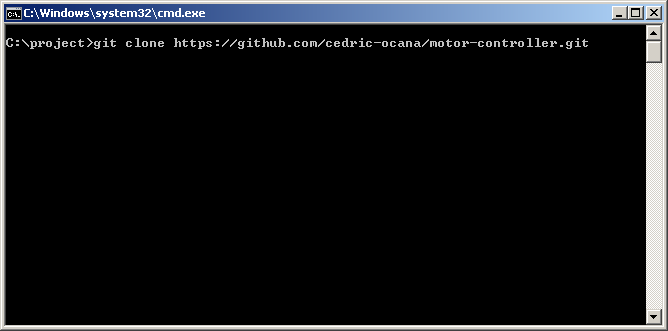 C:\Windows\system32\cmd.exe
C:\project>git clone https://github.com/cedric-ocana/motor-controller.git